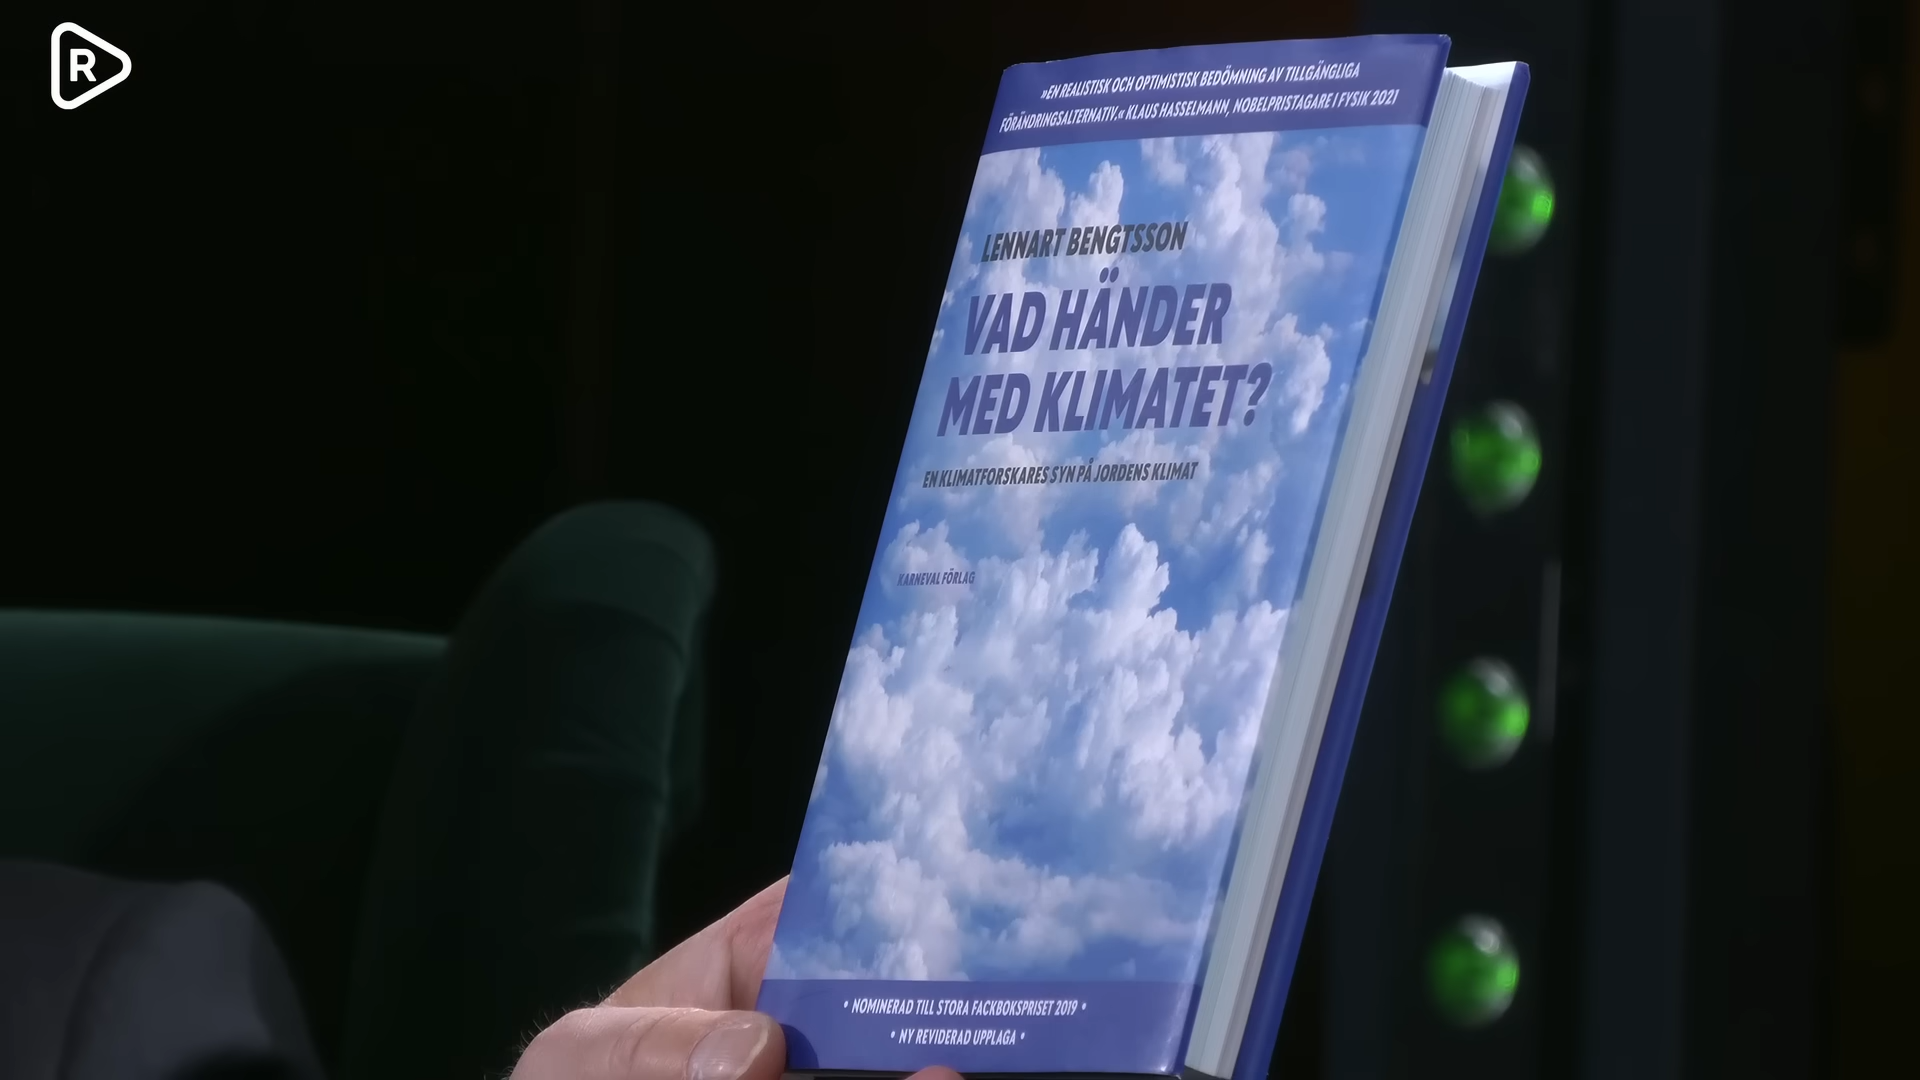 R
»EN REALISTISK OCH OPTIMISTISK BEDÖMNING AV TILLGÄNGLIGA
FÖRÄNDRINGSALTERNATIV.« KLAUS HASSELMANN, NOBELPRISTAGARE I FYSIK 2021
LENNART BENGTSSON
VAD HÄNDER
MED KLIMATET?
EN KLIMATFORSKARES SYN PÅ JORDENS KLIMAT
KARNEVAL FÖRLAG
• NOMINERAD TILL STORA FACKBOKSPRISET 2019 •
• NY REVIDERAD UPPLAGA •